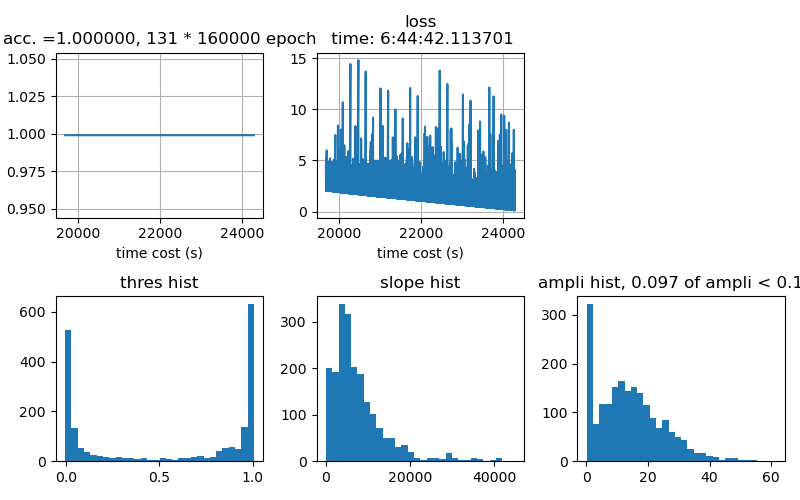 loss
acc. =1.000000, 131 * 160000 epoch
time: 6:44:42.113701
1.050
1.025
1.000
0.975
0.950
20000 22000 24000
time cost (s)
15
10
5
0
20000 22000 24000
time cost (s)
thres hist
600
400
200
0
0.0 0.5 1.0
slope hist
300
200
100
0
0 20000 40000
ampli hist, 0.097 of ampli < 0.1
300
200
100
0
0 20 40 60